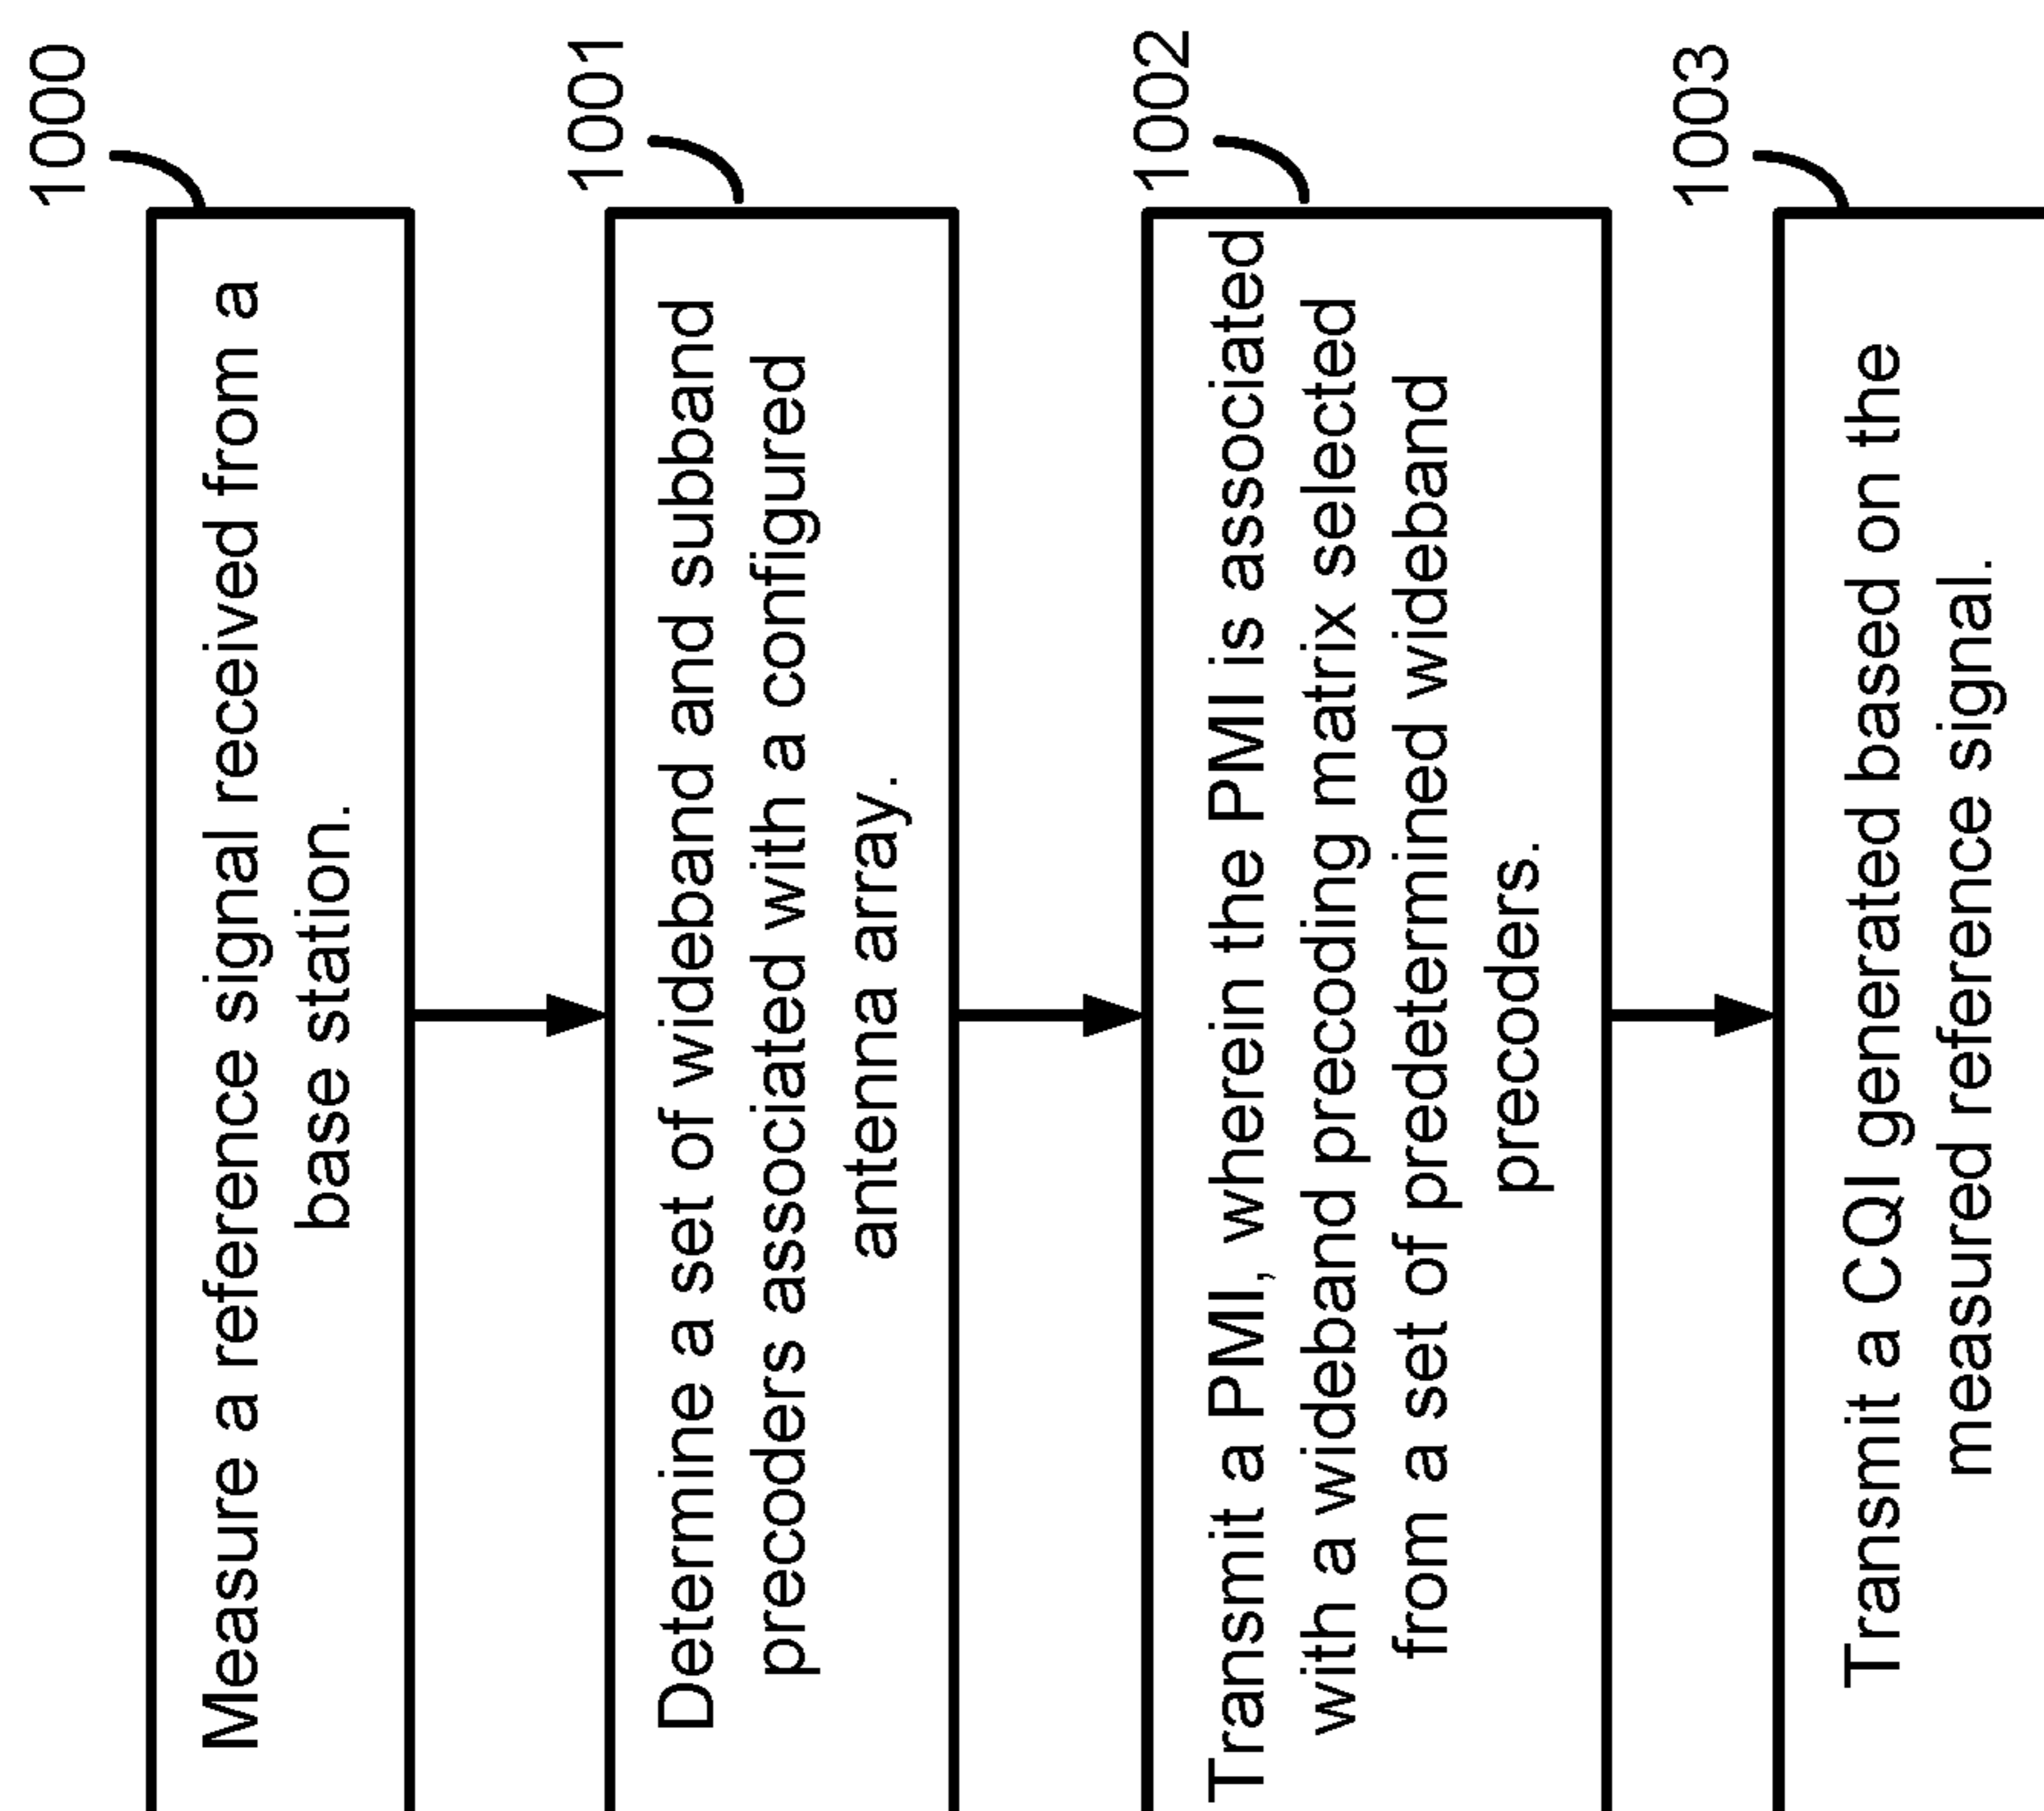 1000
Measure a reference signal received from a
base station.
1001
Determine a set of wideband and subband
precoders associated with a configured
antenna array.
1002
Transmit a PMI, wherein the PMI is associated
with a wideband precoding matrix selected
from a set of predetermined wideband
precoders.
1003
Transmit a CQI generated based on the
measured reference signal.